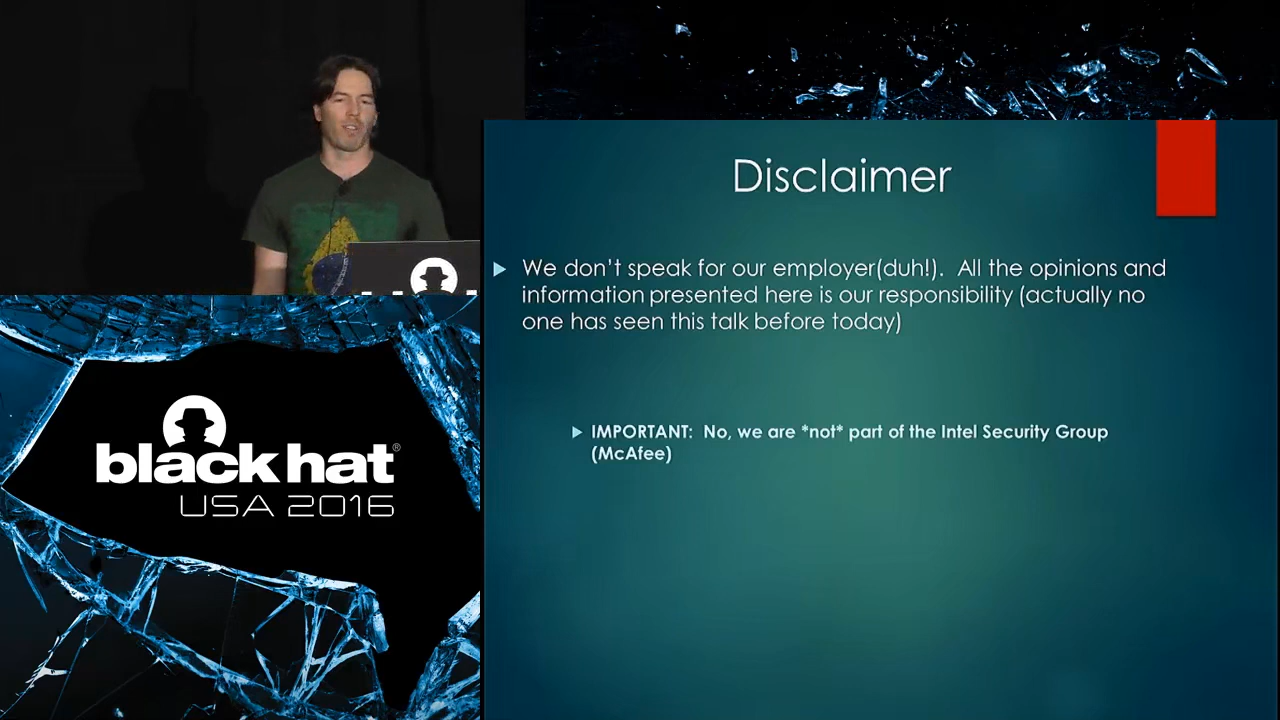 Disclaimer
We don't speak for our employer(duh!).  All the opinions and
information presented here is our responsibility (actually no
one has seen this talk before today)
IMPORTANT:  No, we are *not* part of the Intel Security Group
(McAfee)
black hat®
USA 2016